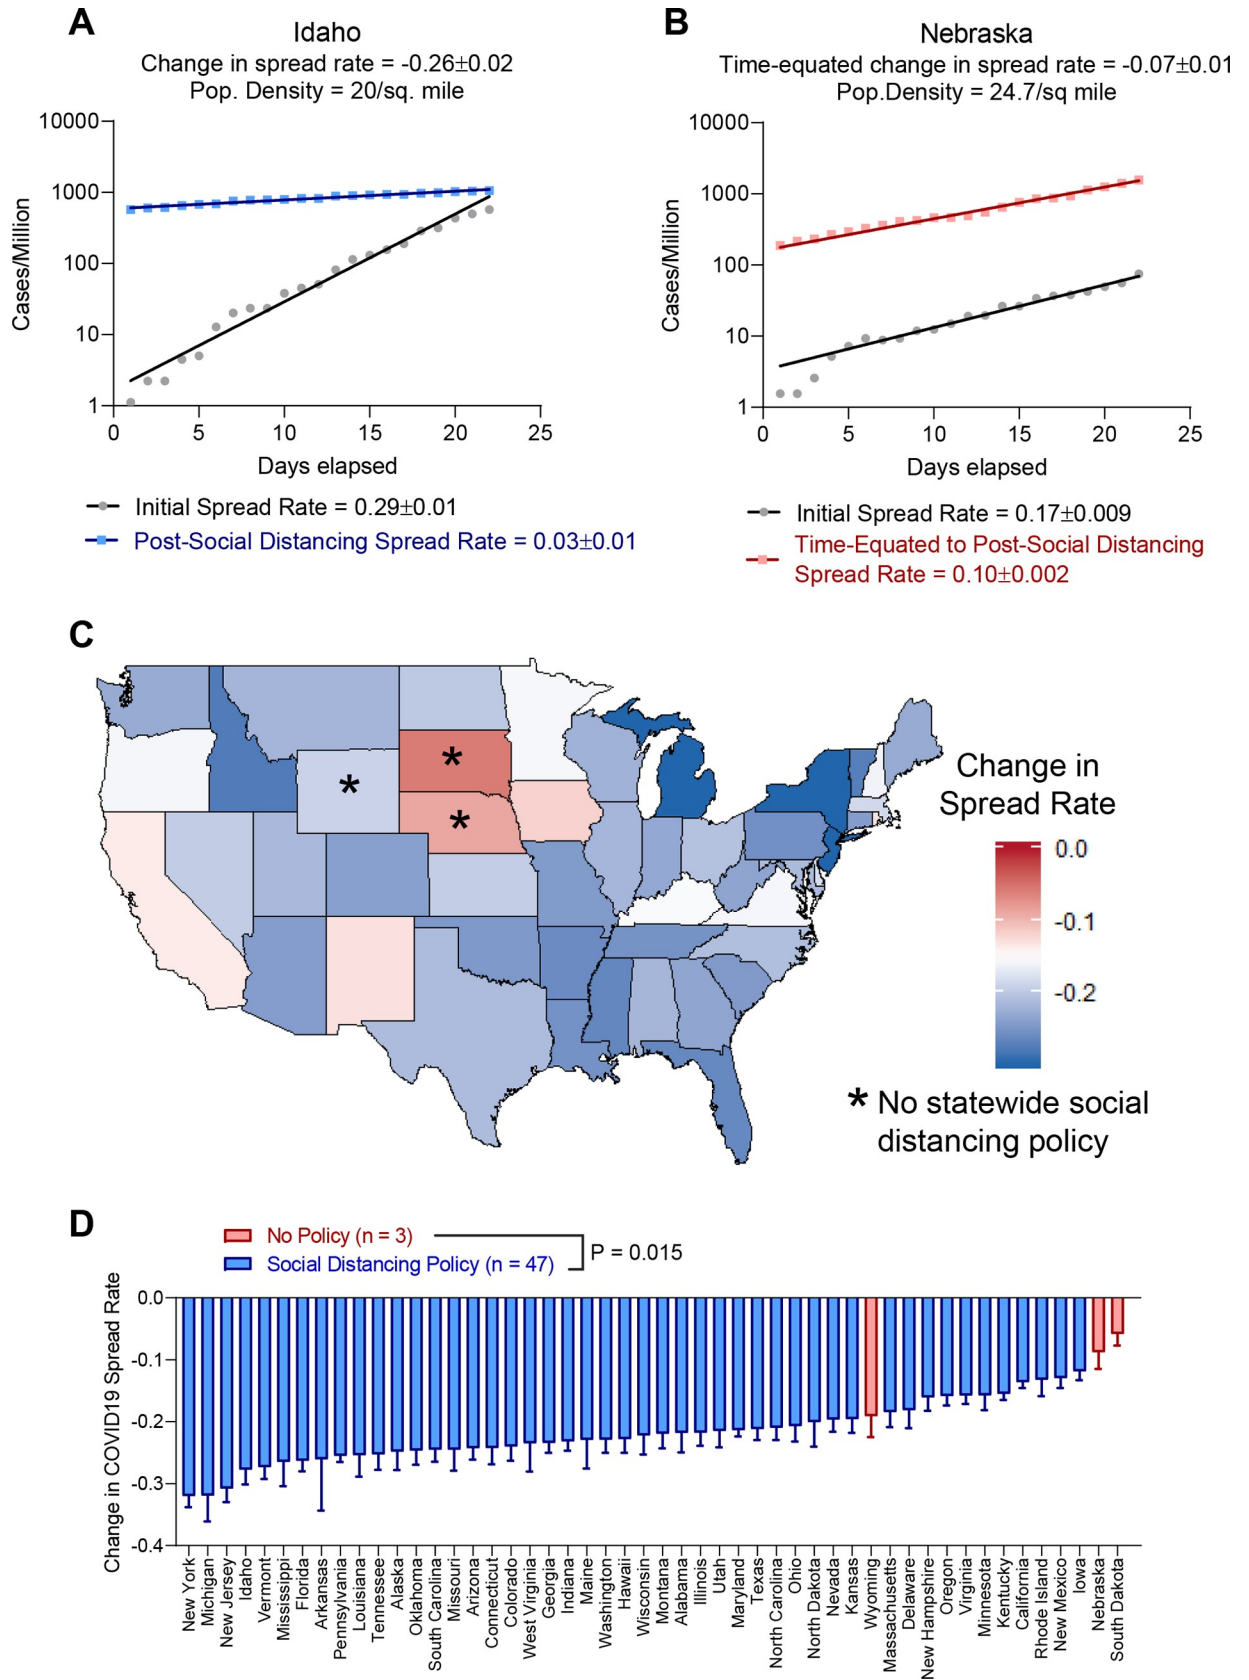 A
Idaho
Change in spread rate = -0.26±0.02
Pop. Density = 20/sq. mile
10000
1000
100
10
1
Cases/Million
0 5 10 15 20 25
Days elapsed
Initial Spread Rate = 0.29±0.01
Post-Social Distancing Spread Rate = 0.03±0.01
B
Nebraska
Time-equated change in spread rate = -0.07±0.01
Pop.Density = 24.7/sq mile
10000
1000
100
10
1
Cases/Million
0 5 10 15 20 25
Days elapsed
Initial Spread Rate = 0.17±0.009
Time-Equated to Post-Social Distancing
Spread Rate = 0.10±0.002
C
*
*
*
Change in
Spread Rate
0.0
-0.1
-0.2
* No statewide social
distancing policy
D
No Policy (n = 3)
Social Distancing Policy (n = 47)
P = 0.015
Change in COVID19 Spread Rate
0.0
-0.1
-0.2
-0.3
-0.4
New York
Michigan
New Jersey
Idaho
Vermont
Mississippi
Florida
Arkansas
Pennsylvania
Louisiana
Tennessee
Alaska
Oklahoma
South Carolina
Missouri
Arizona
Connecticut
Colorado
West Virginia
Georgia
Indiana
Maine
Washington
Hawaii
Wisconsin
Montana
Alabama
Illinois
Utah
Maryland
Texas
North Carolina
Ohio
North Dakota
Nevada
Kansas
Wyoming
Massachusetts
Delaware
New Hampshire
Oregon
Virginia
Minnesota
Kentucky
California
Rhode Island
New Mexico
Iowa
Nebraska
South Dakota